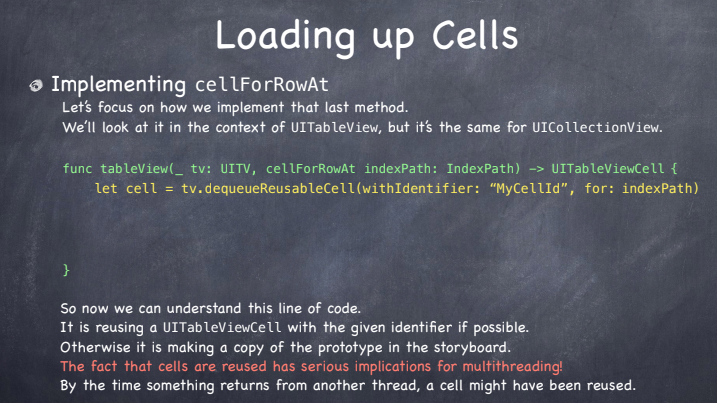 Loading up Cells
Implementing cellForRowAt
Let's focus on how we implement that last method.
We'll look at it in the context of UITableView, but it's the same for UICollectionView.
func tableView(_ tv: UITV, cellForRowAt indexPath: IndexPath) -> UITableViewCell {
let cell = tv.dequeueReusableCell(withIdentifier: “MyCellId”, for: indexPath)
}
So now we can understand this line of code.
It is reusing a UITableViewCell with the given identifier if possible.
Otherwise it is making a copy of the prototype in the storyboard.
The fact that cells are reused has serious implications for multithreading!
By the time something returns from another thread, a cell might have been reused.